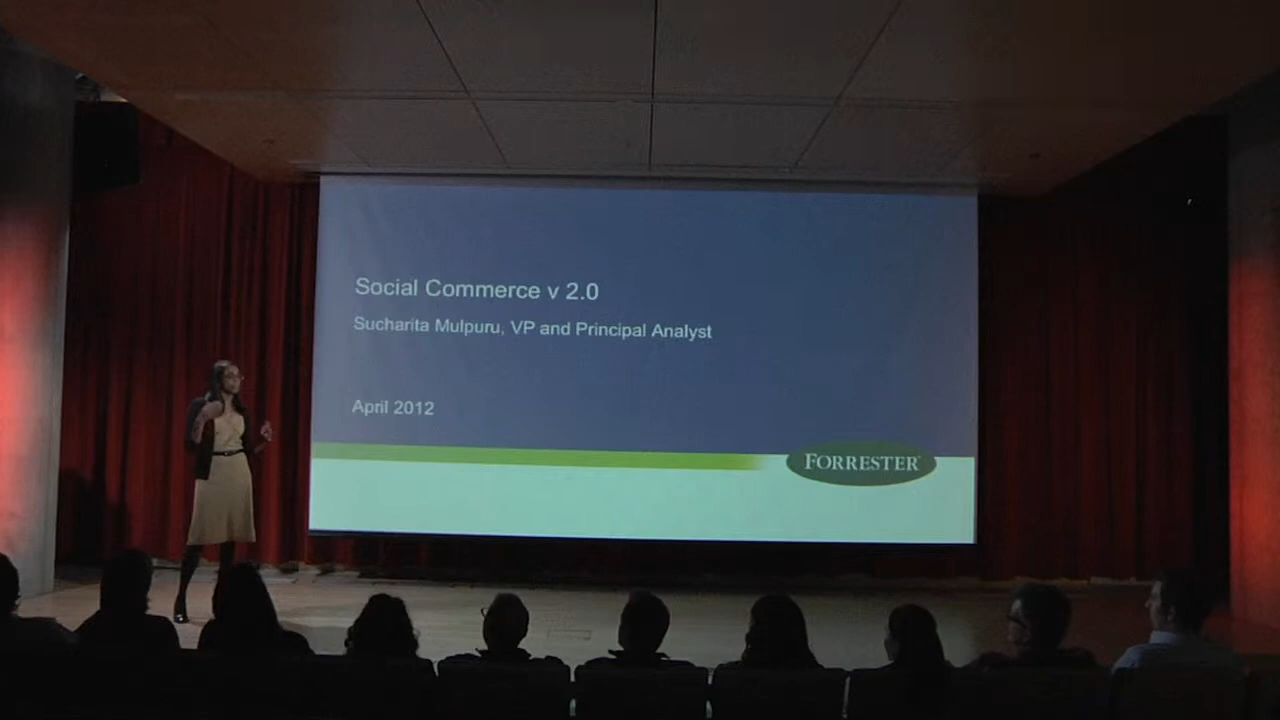 Social Commerce v 2.0
Sucharita Mulpuru, VP and Principal Analyst
April 2012
FORRESTER